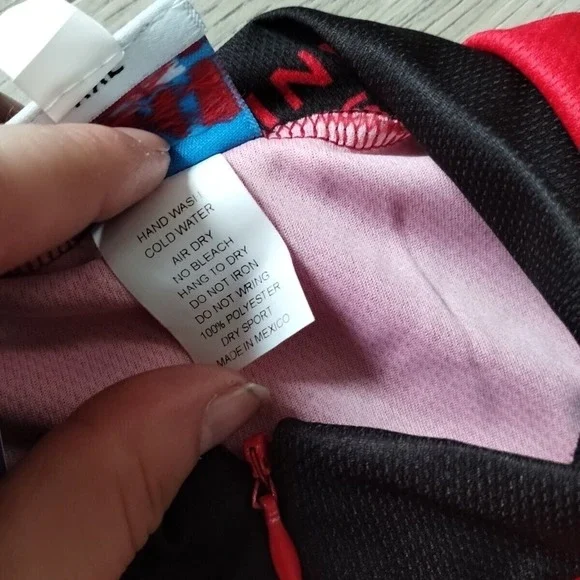 HAND WASH
COLD WATER
AIR DRY
NO BLEACH
HANG TO DRY
DO NOT IRON
DO NOT WRING
100% POLYESTER
DRY SPORT
MADE IN MEXICO